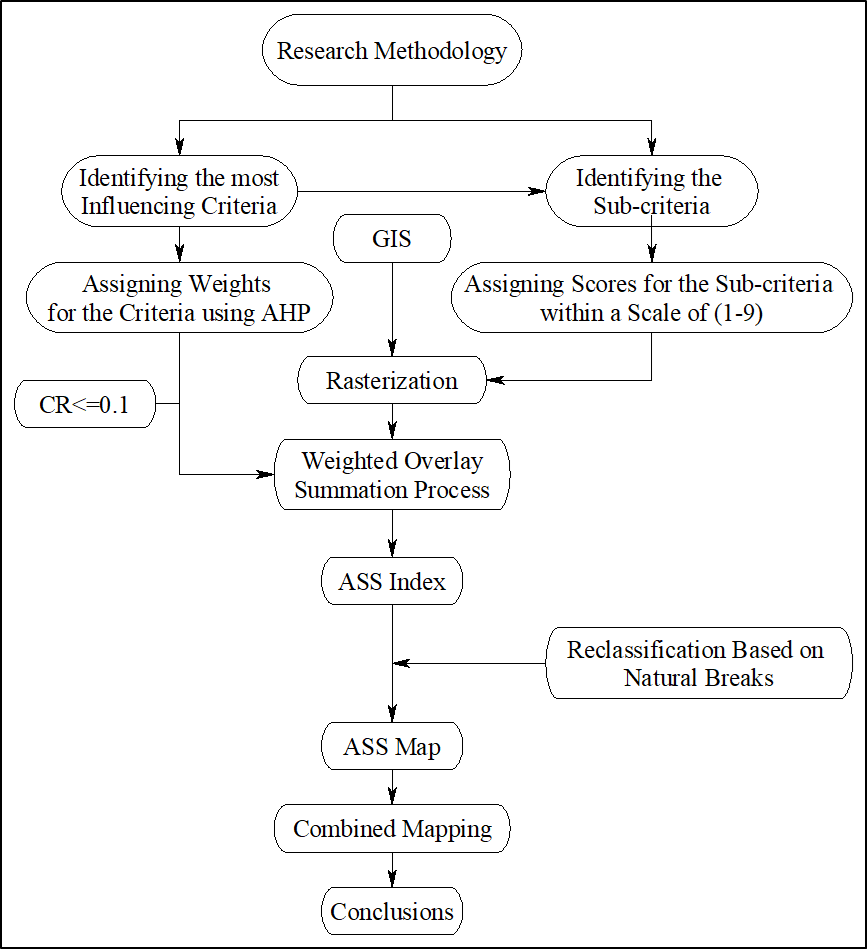 Research Methodology
Identifying the most
Influencing Criteria
Identifying the
Sub-criteria
GIS
Assigning Weights
for the Criteria using AHP
Assigning Scores for the Sub-criteria
within a Scale of (1-9)
Rasterization
CR<=0.1
Weighted Overlay
Summation Process
ASS Index
Reclassification Based on
Natural Breaks
ASS Map
Combined Mapping
Conclusions